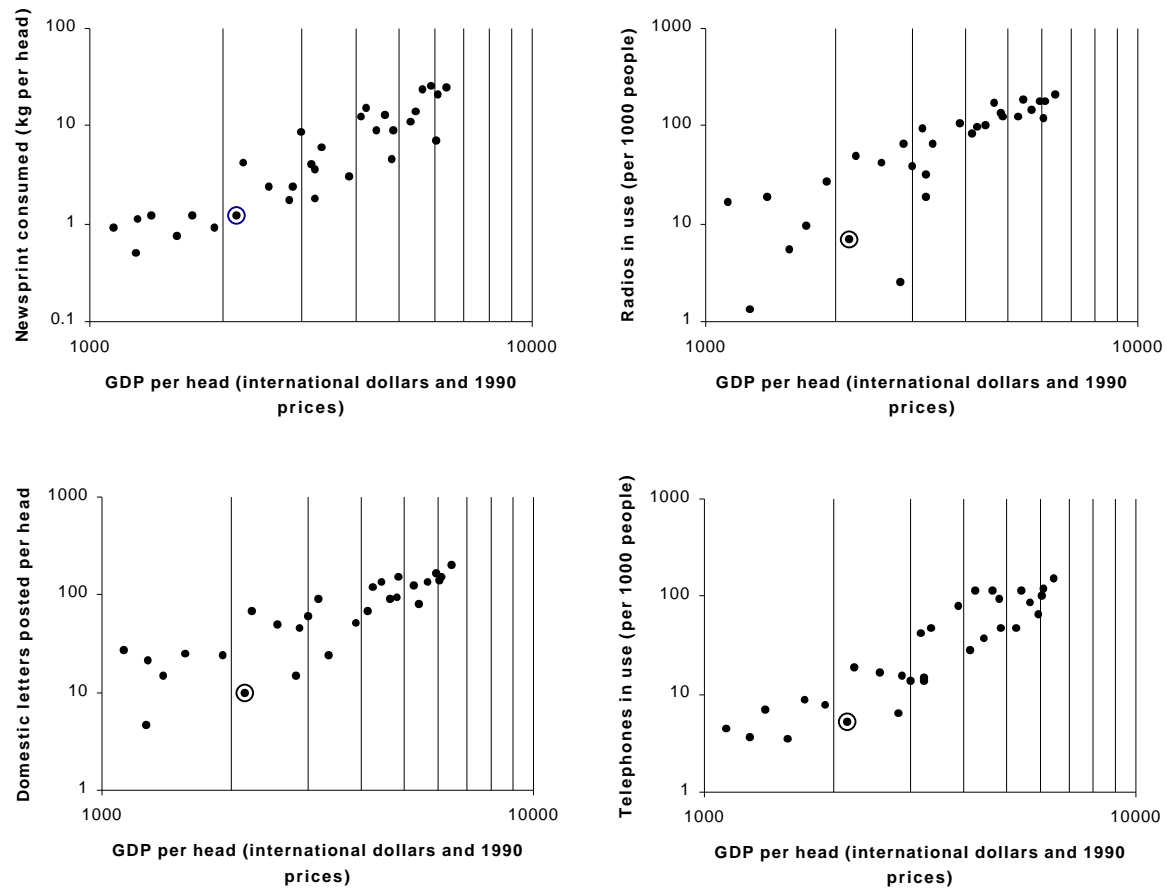 Newsprint consumed (kg per head)
100
10
1
0.1
1000
10000
GDP per head (international dollars and 1990
prices)
Radios in use (per 1000 people)
1000
100
10
1
1000
10000
GDP per head (international dollars and 1990
prices)
Domestic letters posted per head
1000
100
10
1
1000
10000
GDP per head (international dollars and 1990
prices)
Telephones in use (per 1000 people)
1000
100
10
1
1000
10000
GDP per head (international dollars and 1990
prices)